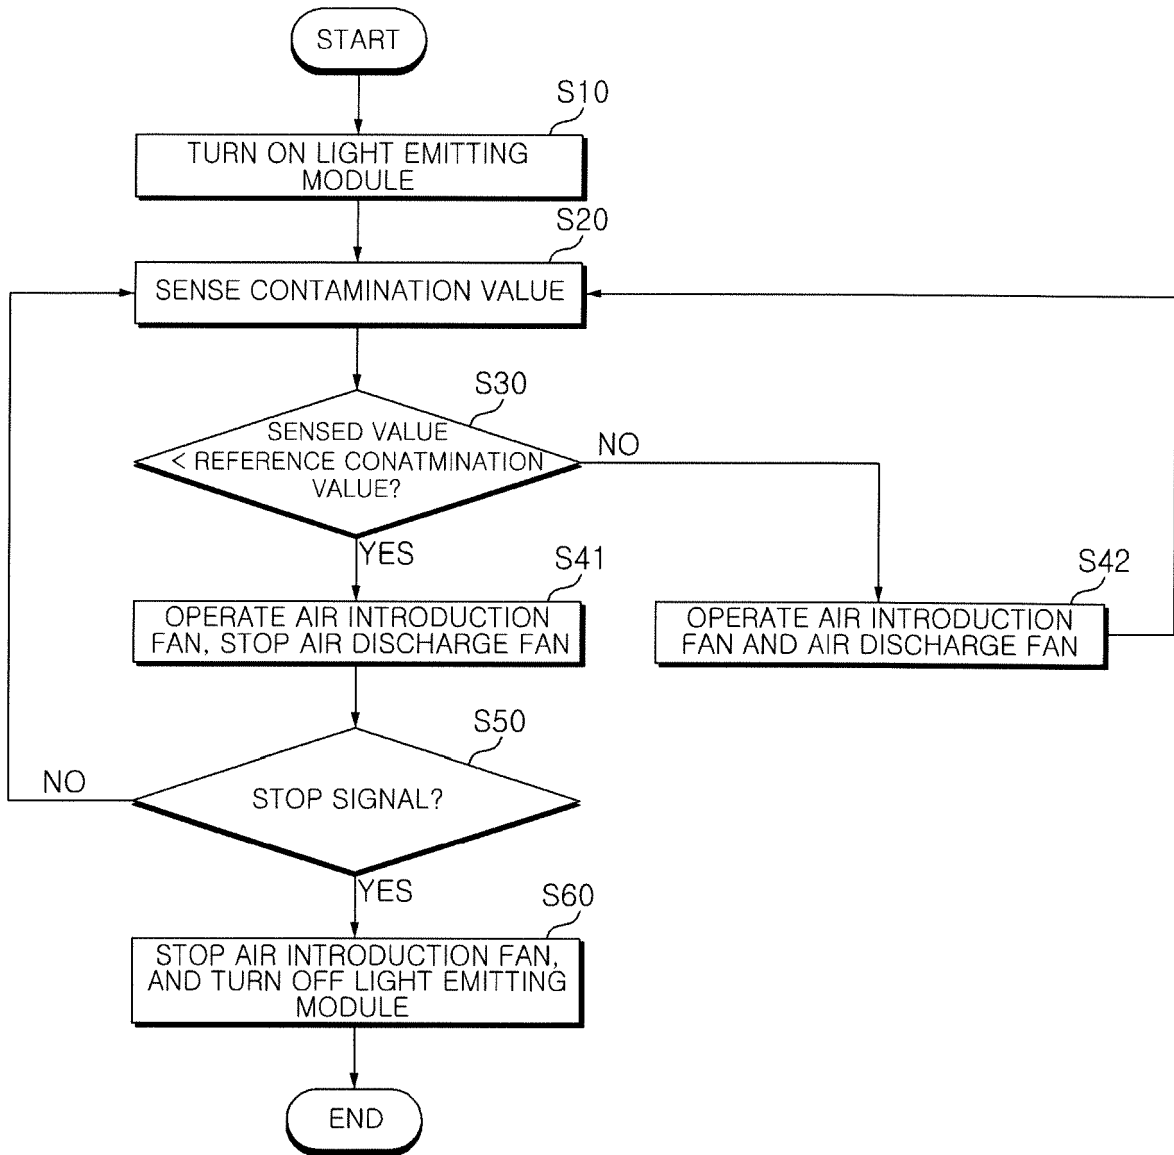 START
S10
TURN ON LIGHT EMITTING
MODULE
S20
SENSE CONTAMINATION VALUE
S30
SENSED VALUE
< REFERENCE CONATMINATION
VALUE?
NO
YES
S41
OPERATE AIR INTRODUCTION
FAN, STOP AIR DISCHARGE FAN
S42
OPERATE AIR INTRODUCTION
FAN AND AIR DISCHARGE FAN
S50
STOP SIGNAL?
NO
YES
S60
STOP AIR INTRODUCTION FAN,
AND TURN OFF LIGHT EMITTING
MODULE
END